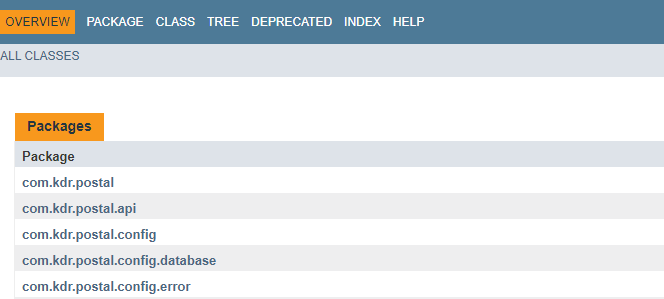 OVERVIEW PACKAGE CLASS TREE DEPRECATED INDEX HELP
ALL CLASSES
Packages
Package
com.kdr.postal
com.kdr.postal.api
com.kdr.postal.config
com.kdr.postal.config.database
com.kdr.postal.config.error